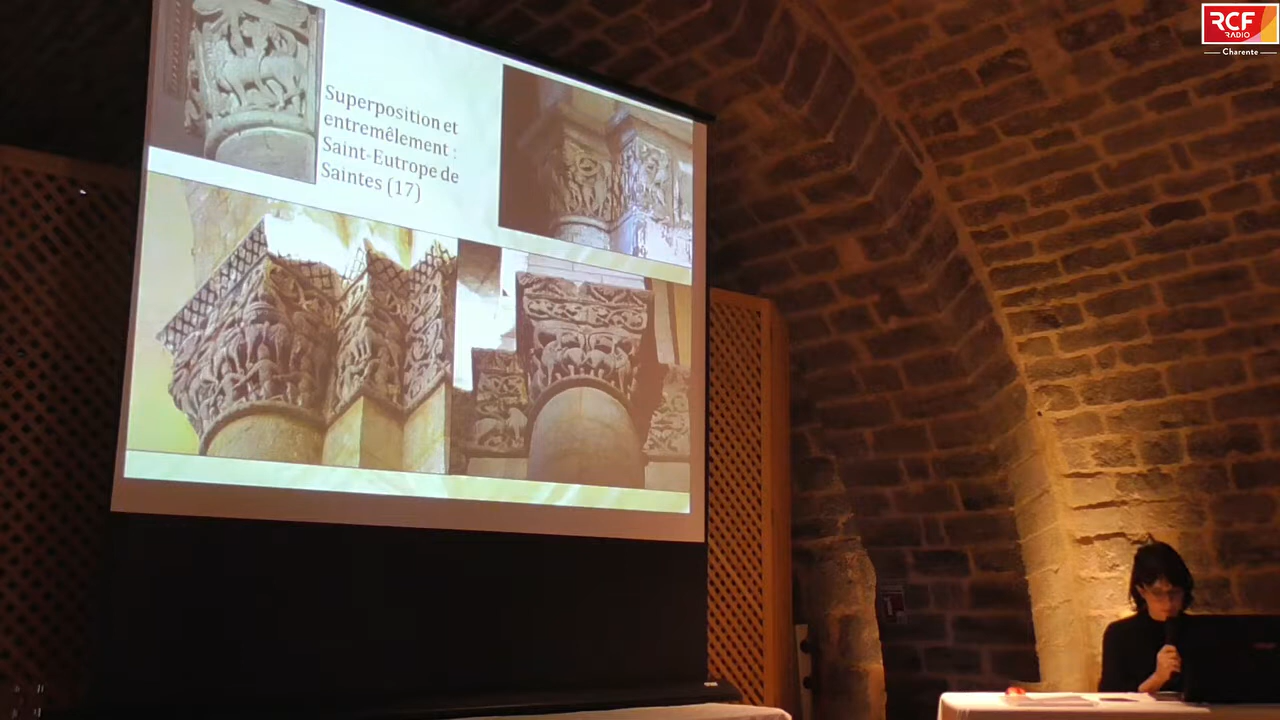 Superposition et
entremêlement :
Saint-Eutrope de
Saintes (17)
RCF
RADIO
Charente